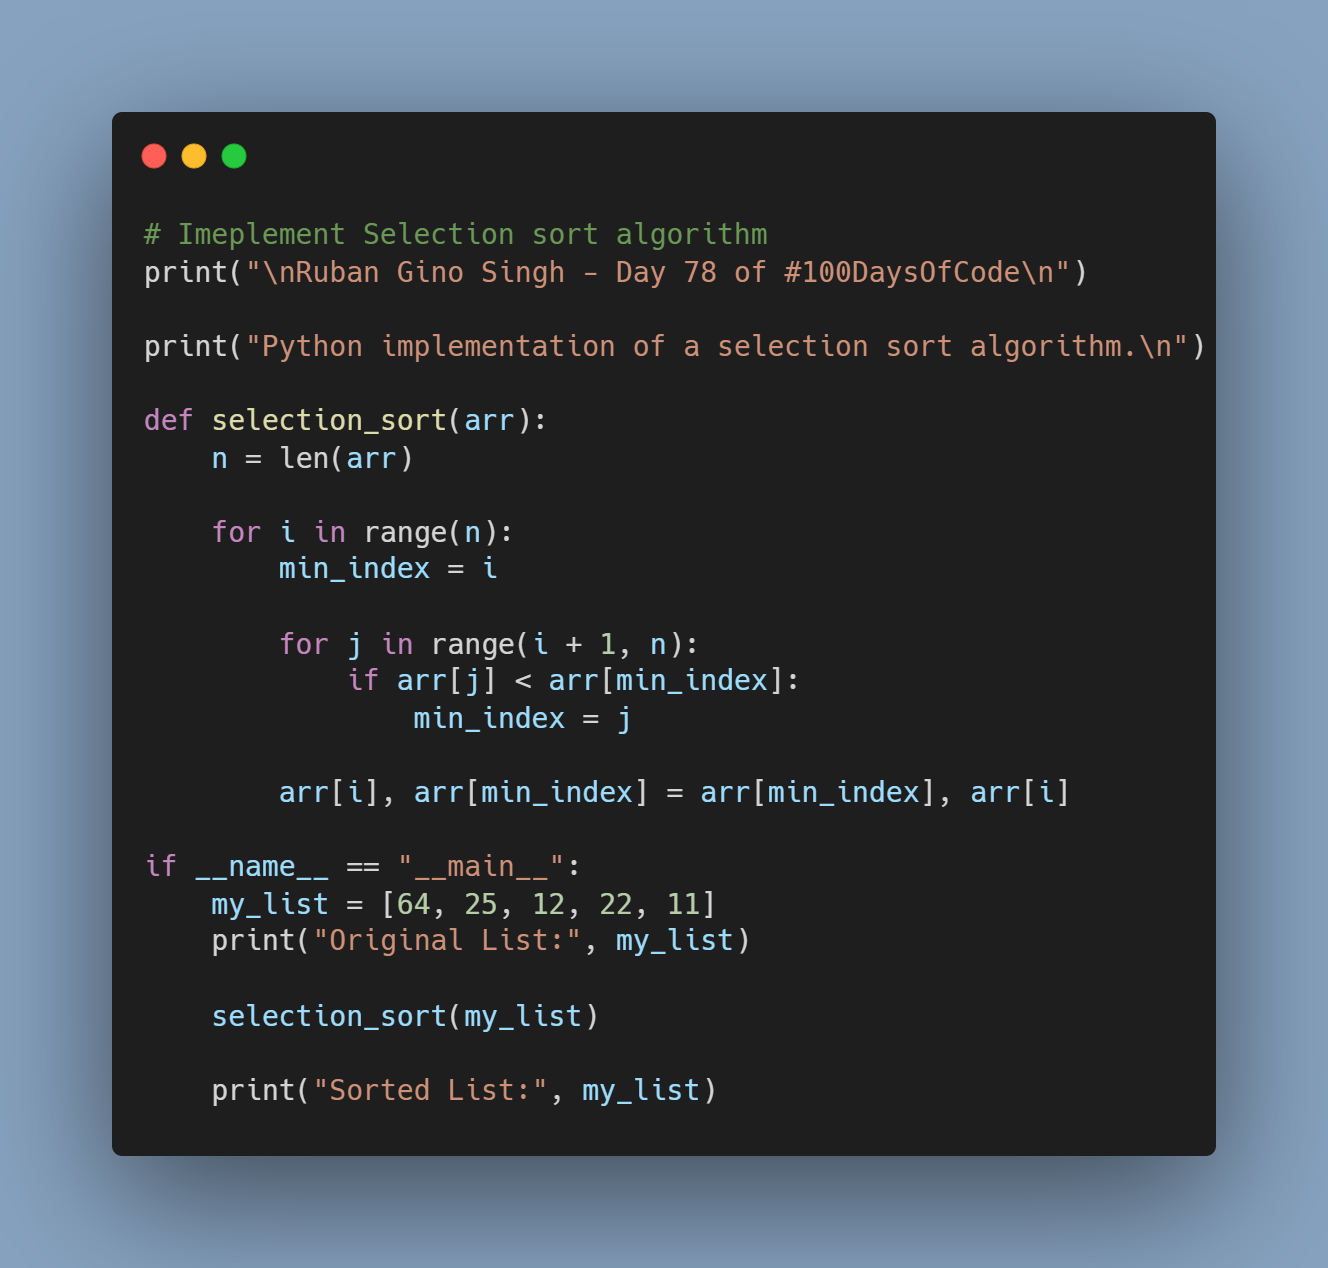 # Imeplement Selection sort algorithm
print("\nRuban Gino Singh - Day 78 of #100DaysOfCode\n")

print("Python implementation of a selection sort algorithm.\n")

def selection_sort(arr):
    n = len(arr)

    for i in range(n):
        min_index = i

        for j in range(i + 1, n):
            if arr[j] < arr[min_index]:
                min_index = j

        arr[i], arr[min_index] = arr[min_index], arr[i]

if __name__ == "__main__":
    my_list = [64, 25, 12, 22, 11]
    print("Original List:", my_list)

    selection_sort(my_list)

    print("Sorted List:", my_list)